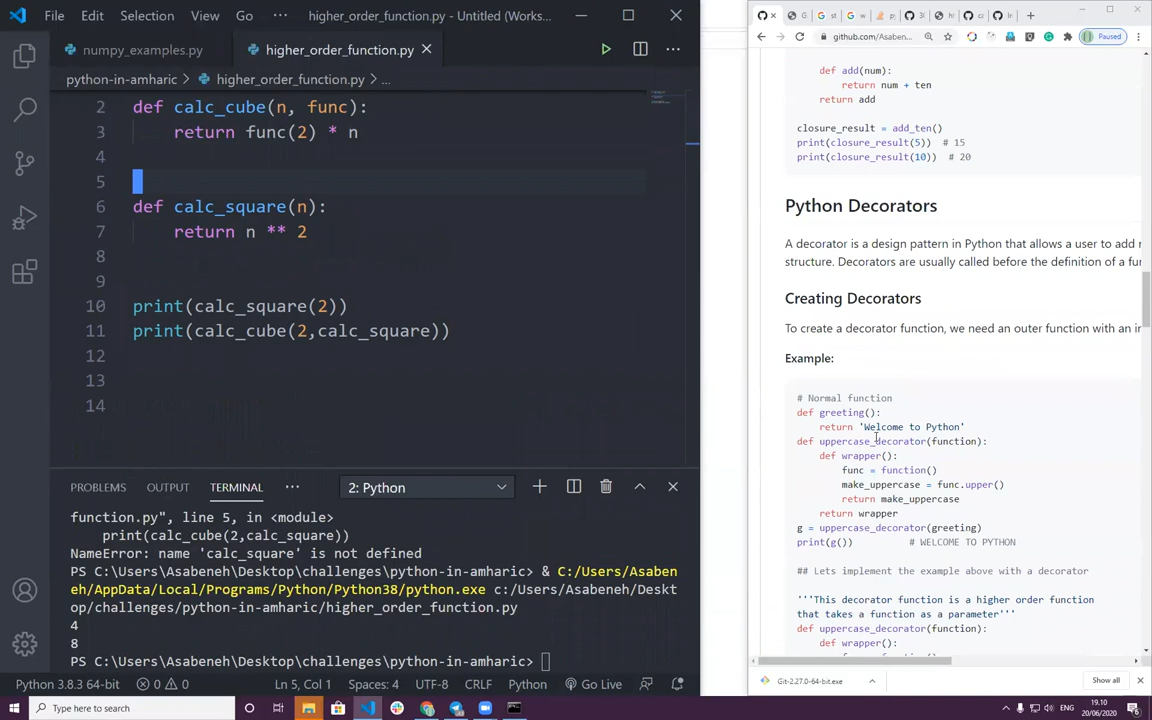 File Edit Selection View Go ··· higher_order_function.py - Untitled (Works...
numpy_examples.py higher_order_function.py
python-in-amharic > higher_order_function.py > ...
2 def calc_cube(n, func):
3 return func(2) * n
4
5
6 def calc_square(n):
7 return n ** 2
8
9
10 print(calc_square(2))
11 print(calc_cube(2,calc_square))
12
13
14
PROBLEMS OUTPUT TERMINAL ··· 2: Python
function.py", line 5, in <module>
print(calc_cube(2,calc_square))
NameError: name 'calc_square' is not defined
PS C:\Users\Asabeneh\Desktop\challenges\python-in-amharic> & C:/Users/Asaben
eh/AppData/Local/Programs/Python/Python38/python.exe c:/Users/Asabeneh/Deskt
op/challenges/python-in-amharic/higher_order_function.py
4
8
PS C:\Users\Asabeneh\Desktop\challenges\python-in-amharic>
Python 3.8.3 64-bit 0 0 Ln 5, Col 1 Spaces: 4 UTF-8 CRLF Python Go Live
github.com/Asaben... Paused
def add(num):
return num + ten
return add
closure_result = add_ten()
print(closure_result(5)) # 15
print(closure_result(10)) # 20
Python Decorators
A decorator is a design pattern in Python that allows a user to add
structure. Decorators are usually called before the definition of a
Creating Decorators
To create a decorator function, we need an outer function with an
Example:
# Normal function
def greeting():
return 'Welcome to Python'
def uppercase_decorator(function):
def wrapper():
func = function()
make_uppercase = func.upper()
return make_uppercase
return wrapper
g = uppercase_decorator(greeting)
print(g()) # WELCOME TO PYTHON
## Lets implement the example above with a decorator
'''This decorator function is a higher order function
that takes a function as a parameter'''
def uppercase_decorator(function):
def wrapper():
Git-2.27.0-64-bit.exe Show all
Type here to search ENG 19.10
20/06/2020